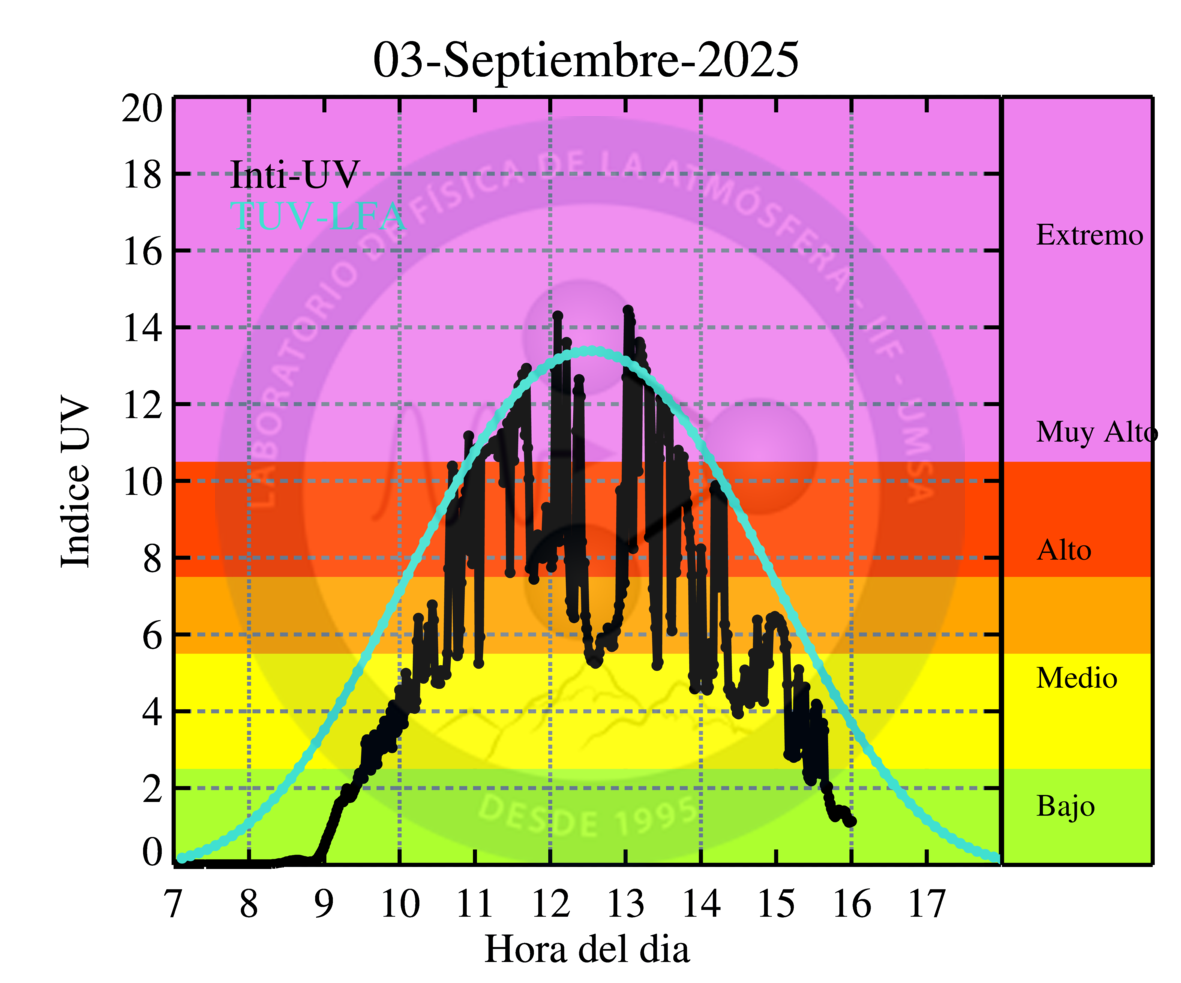 03-Septiembre-2025
20
18
16
14
12
10
8
6
4
2
0
Indice UV
Inti-UV
TUV-LFA
LABORATORIO DE FÍSICA DE LA ATMÓSFERA - IIF - UMSA
DESDE 1995
Extremo
Muy Alto
Alto
Medio
Bajo
7 8 9 10 11 12 13 14 15 16 17
Hora del dia